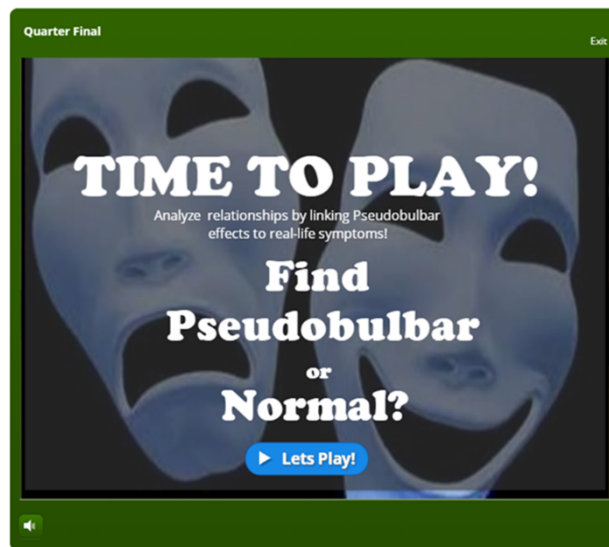 Quarter Final
Exit
TIME TO PLAY!
Analyze relationships by linking Pseudobulbar
effects to real-life symptoms!
Find
Pseudobulbar
or
Normal?
Lets Play!